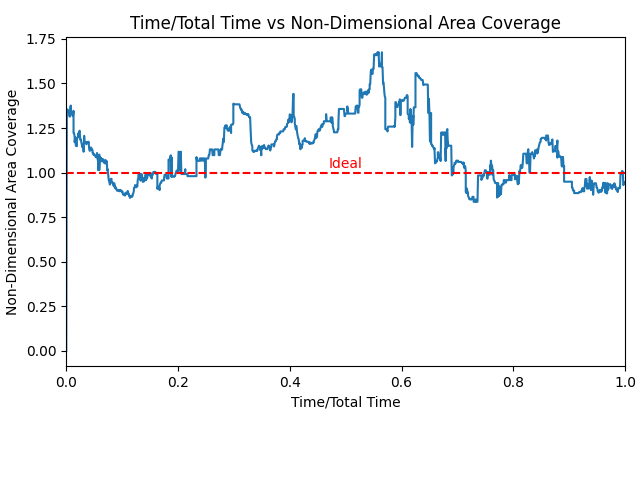 Time/Total Time vs Non-Dimensional Area Coverage
1.75
1.50
1.25
1.00
0.75
0.50
0.25
0.00
Non-Dimensional Area Coverage
Ideal
0.0 0.2 0.4 0.6 0.8 1.0
Time/Total Time